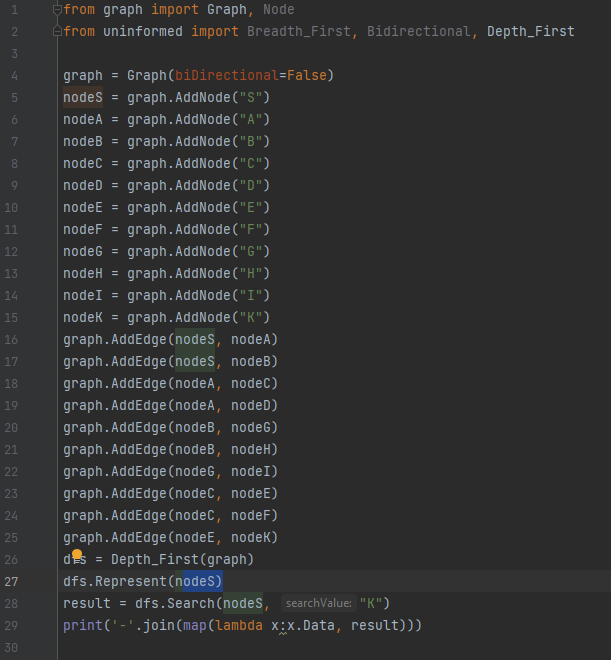 1 from graph import Graph, Node
2 from uninformed import Breadth_First, Bidirectional, Depth_First
3
4 graph = Graph(biDirectional=False)
5 nodeS = graph.AddNode("S")
6 nodeA = graph.AddNode("A")
7 nodeB = graph.AddNode("B")
8 nodeC = graph.AddNode("C")
9 nodeD = graph.AddNode("D")
10 nodeE = graph.AddNode("E")
11 nodeF = graph.AddNode("F")
12 nodeG = graph.AddNode("G")
13 nodeH = graph.AddNode("H")
14 nodeI = graph.AddNode("I")
15 nodeK = graph.AddNode("K")
16 graph.AddEdge(nodeS, nodeA)
17 graph.AddEdge(nodeS, nodeB)
18 graph.AddEdge(nodeA, nodeC)
19 graph.AddEdge(nodeA, nodeD)
20 graph.AddEdge(nodeB, nodeG)
21 graph.AddEdge(nodeB, nodeH)
22 graph.AddEdge(nodeG, nodeI)
23 graph.AddEdge(nodeC, nodeE)
24 graph.AddEdge(nodeC, nodeF)
25 graph.AddEdge(nodeE, nodeK)
26 dfs = Depth_First(graph)
27 dfs.Represent(nodeS)
28 result = dfs.Search(nodeS, searchValue: "K")
29 print('-'.join(map(lambda x:x.Data, result)))
30